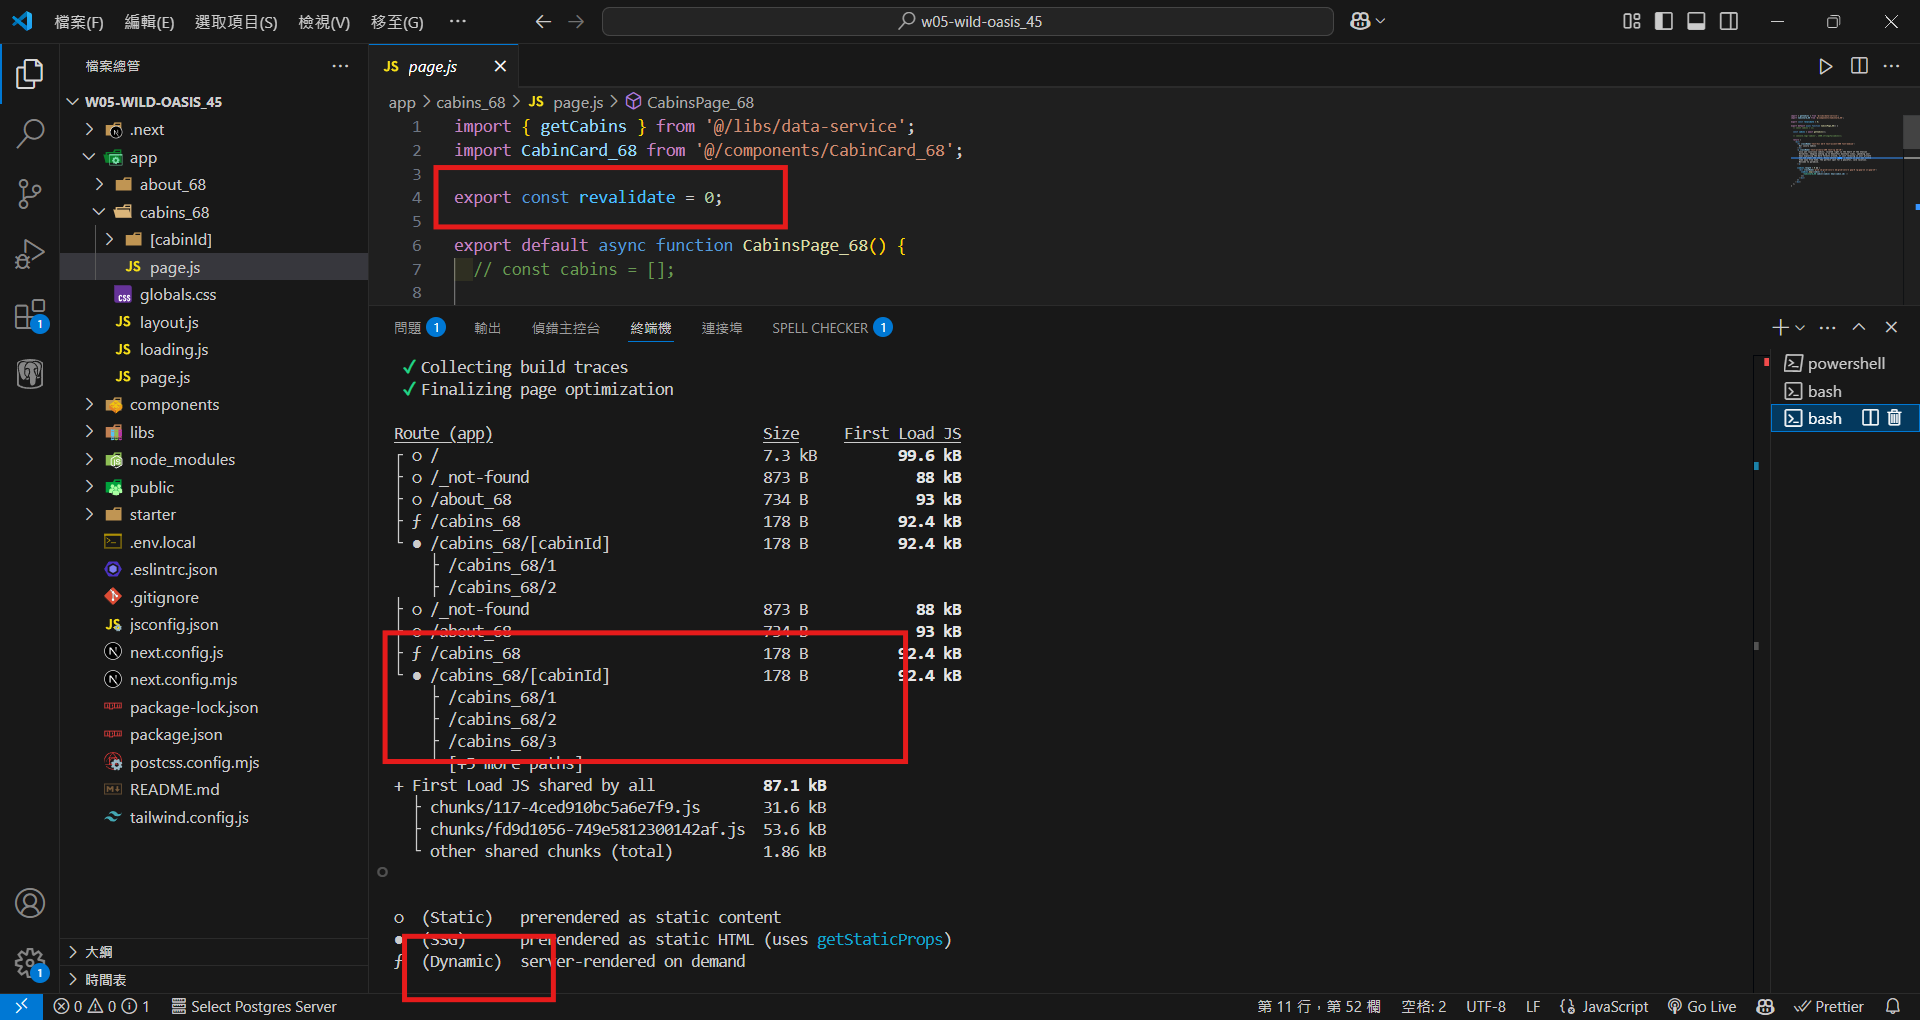 檔案(F) 編輯(E) 選取項目(S) 檢視(V) 移至(G) ··· w05-wild-oasis_45
檔案總管 ···
W05-WILD-OASIS_45
.next
app
about_68
cabins_68
[cabinId]
page.js
globals.css
layout.js
loading.js
page.js
components
libs
node_modules
public
starter
.env.local
.eslintrc.json
.gitignore
jsconfig.json
next.config.js
next.config.mjs
package-lock.json
package.json
postcss.config.mjs
README.md
tailwind.config.js
大綱
時間表
1
1
JS page.js
app > cabins_68 > JS page.js > CabinsPage_68
1 import { getCabins } from '@/libs/data-service';
2 import CabinCard_68 from '@/components/CabinCard_68';
3
4 export const revalidate = 0;
5
6 export default async function CabinsPage_68() {
7 // const cabins = [];
8
問題 1 輸出 偵錯主控台 終端機 連接埠 SPELL CHECKER 1
✓ Collecting build traces
✓ Finalizing page optimization
Route (app) Size First Load JS
┌ ○ / 7.3 kB 99.6 kB
├ ○ /_not-found 873 B 88 kB
├ ○ /about_68 734 B 93 kB
├ ƒ /cabins_68 178 B 92.4 kB
└ ● /cabins_68/[cabinId] 178 B 92.4 kB
├ /cabins_68/1
├ /cabins_68/2
├ ○ /_not-found 873 B 88 kB
├ ○ /about_68 734 B 93 kB
├ ƒ /cabins_68 178 B 92.4 kB
└ ● /cabins_68/[cabinId] 178 B 92.4 kB
├ /cabins_68/1
├ /cabins_68/2
├ /cabins_68/3
└ [+5 more paths]
+ First Load JS shared by all 87.1 kB
├ chunks/117-4ced910bc5a6e7f9.js 31.6 kB
├ chunks/fd9d1056-749e5812300142af.js 53.6 kB
└ other shared chunks (total) 1.86 kB
○ (Static) prerendered as static content
● (SSG) prerendered as static HTML (uses getStaticProps)
ƒ (Dynamic) server-rendered on demand
powershell
bash
bash
0 0 1 Select Postgres Server 第 11 行，第 52 欄 空格: 2 UTF-8 LF {} JavaScript Go Live Prettier